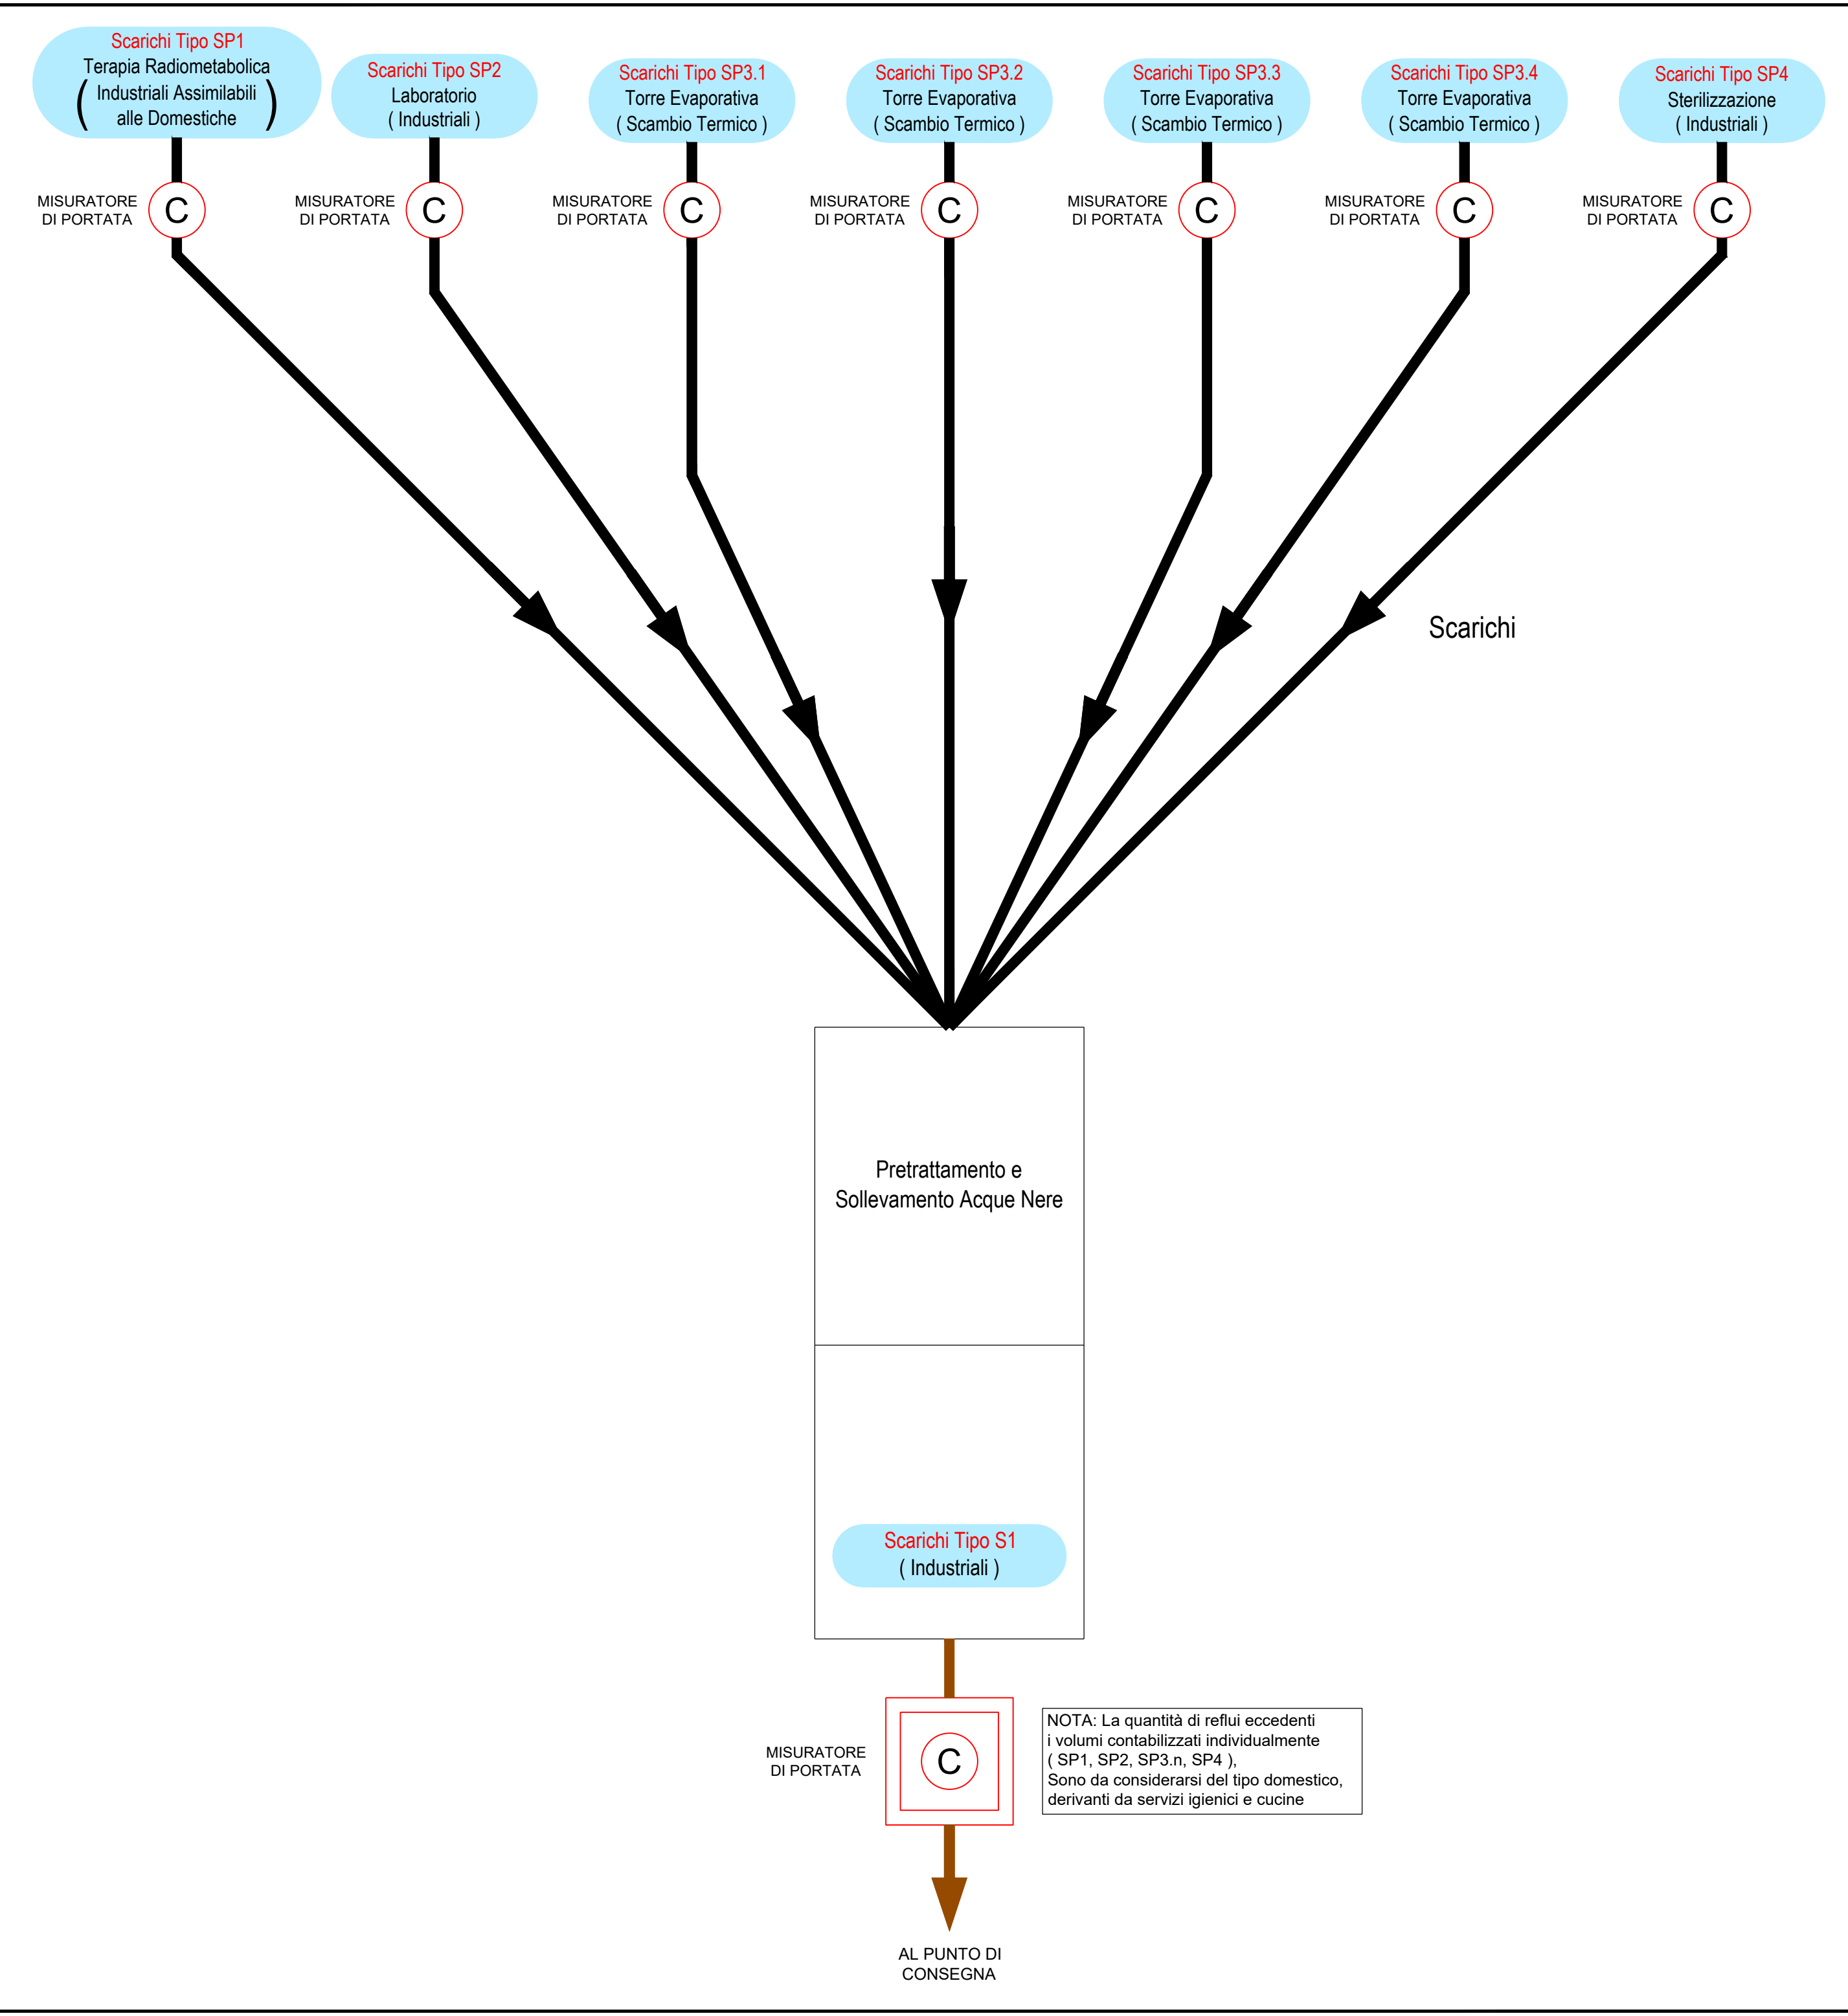 Scarichi Tipo SP1
Terapia Radiometabolica
( Industriali Assimilabili
alle Domestiche )
Scarichi Tipo SP2
Laboratorio
( Industriali )
Scarichi Tipo SP3.1
Torre Evaporativa
( Scambio Termico )
Scarichi Tipo SP3.2
Torre Evaporativa
( Scambio Termico )
Scarichi Tipo SP3.3
Torre Evaporativa
( Scambio Termico )
Scarichi Tipo SP3.4
Torre Evaporativa
( Scambio Termico )
Scarichi Tipo SP4
Sterilizzazione
( Industriali )
MISURATORE
DI PORTATA
C
MISURATORE
DI PORTATA
C
MISURATORE
DI PORTATA
C
MISURATORE
DI PORTATA
C
MISURATORE
DI PORTATA
C
MISURATORE
DI PORTATA
C
MISURATORE
DI PORTATA
C
Scarichi
Pretrattamento e
Sollevamento Acque Nere
Scarichi Tipo S1
( Industriali )
MISURATORE
DI PORTATA
C
NOTA: La quantità di reflui eccedenti
i volumi contabilizzati individualmente
( SP1, SP2, SP3.n, SP4 ),
Sono da considerarsi del tipo domestico,
derivanti da servizi igienici e cucine
AL PUNTO DI
CONSEGNA